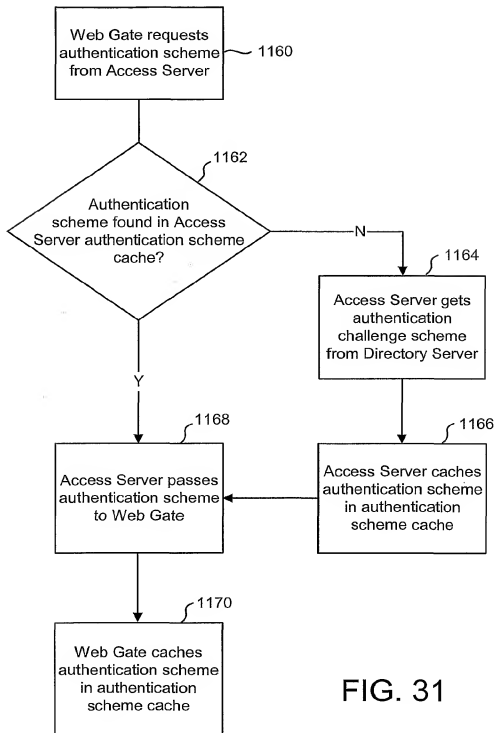 Web Gate requests
authentication scheme
from Access Server
1160
1162
Authentication
scheme found in Access
Server authentication scheme
cache?
N
1164
Access Server gets
authentication
challenge scheme
from Directory Server
Y
1168
1166
Access Server passes
authentication scheme
to Web Gate
Access Server caches
authentication scheme
in authentication
scheme cache
1170
Web Gate caches
authentication scheme
in authentication
scheme cache
FIG. 31